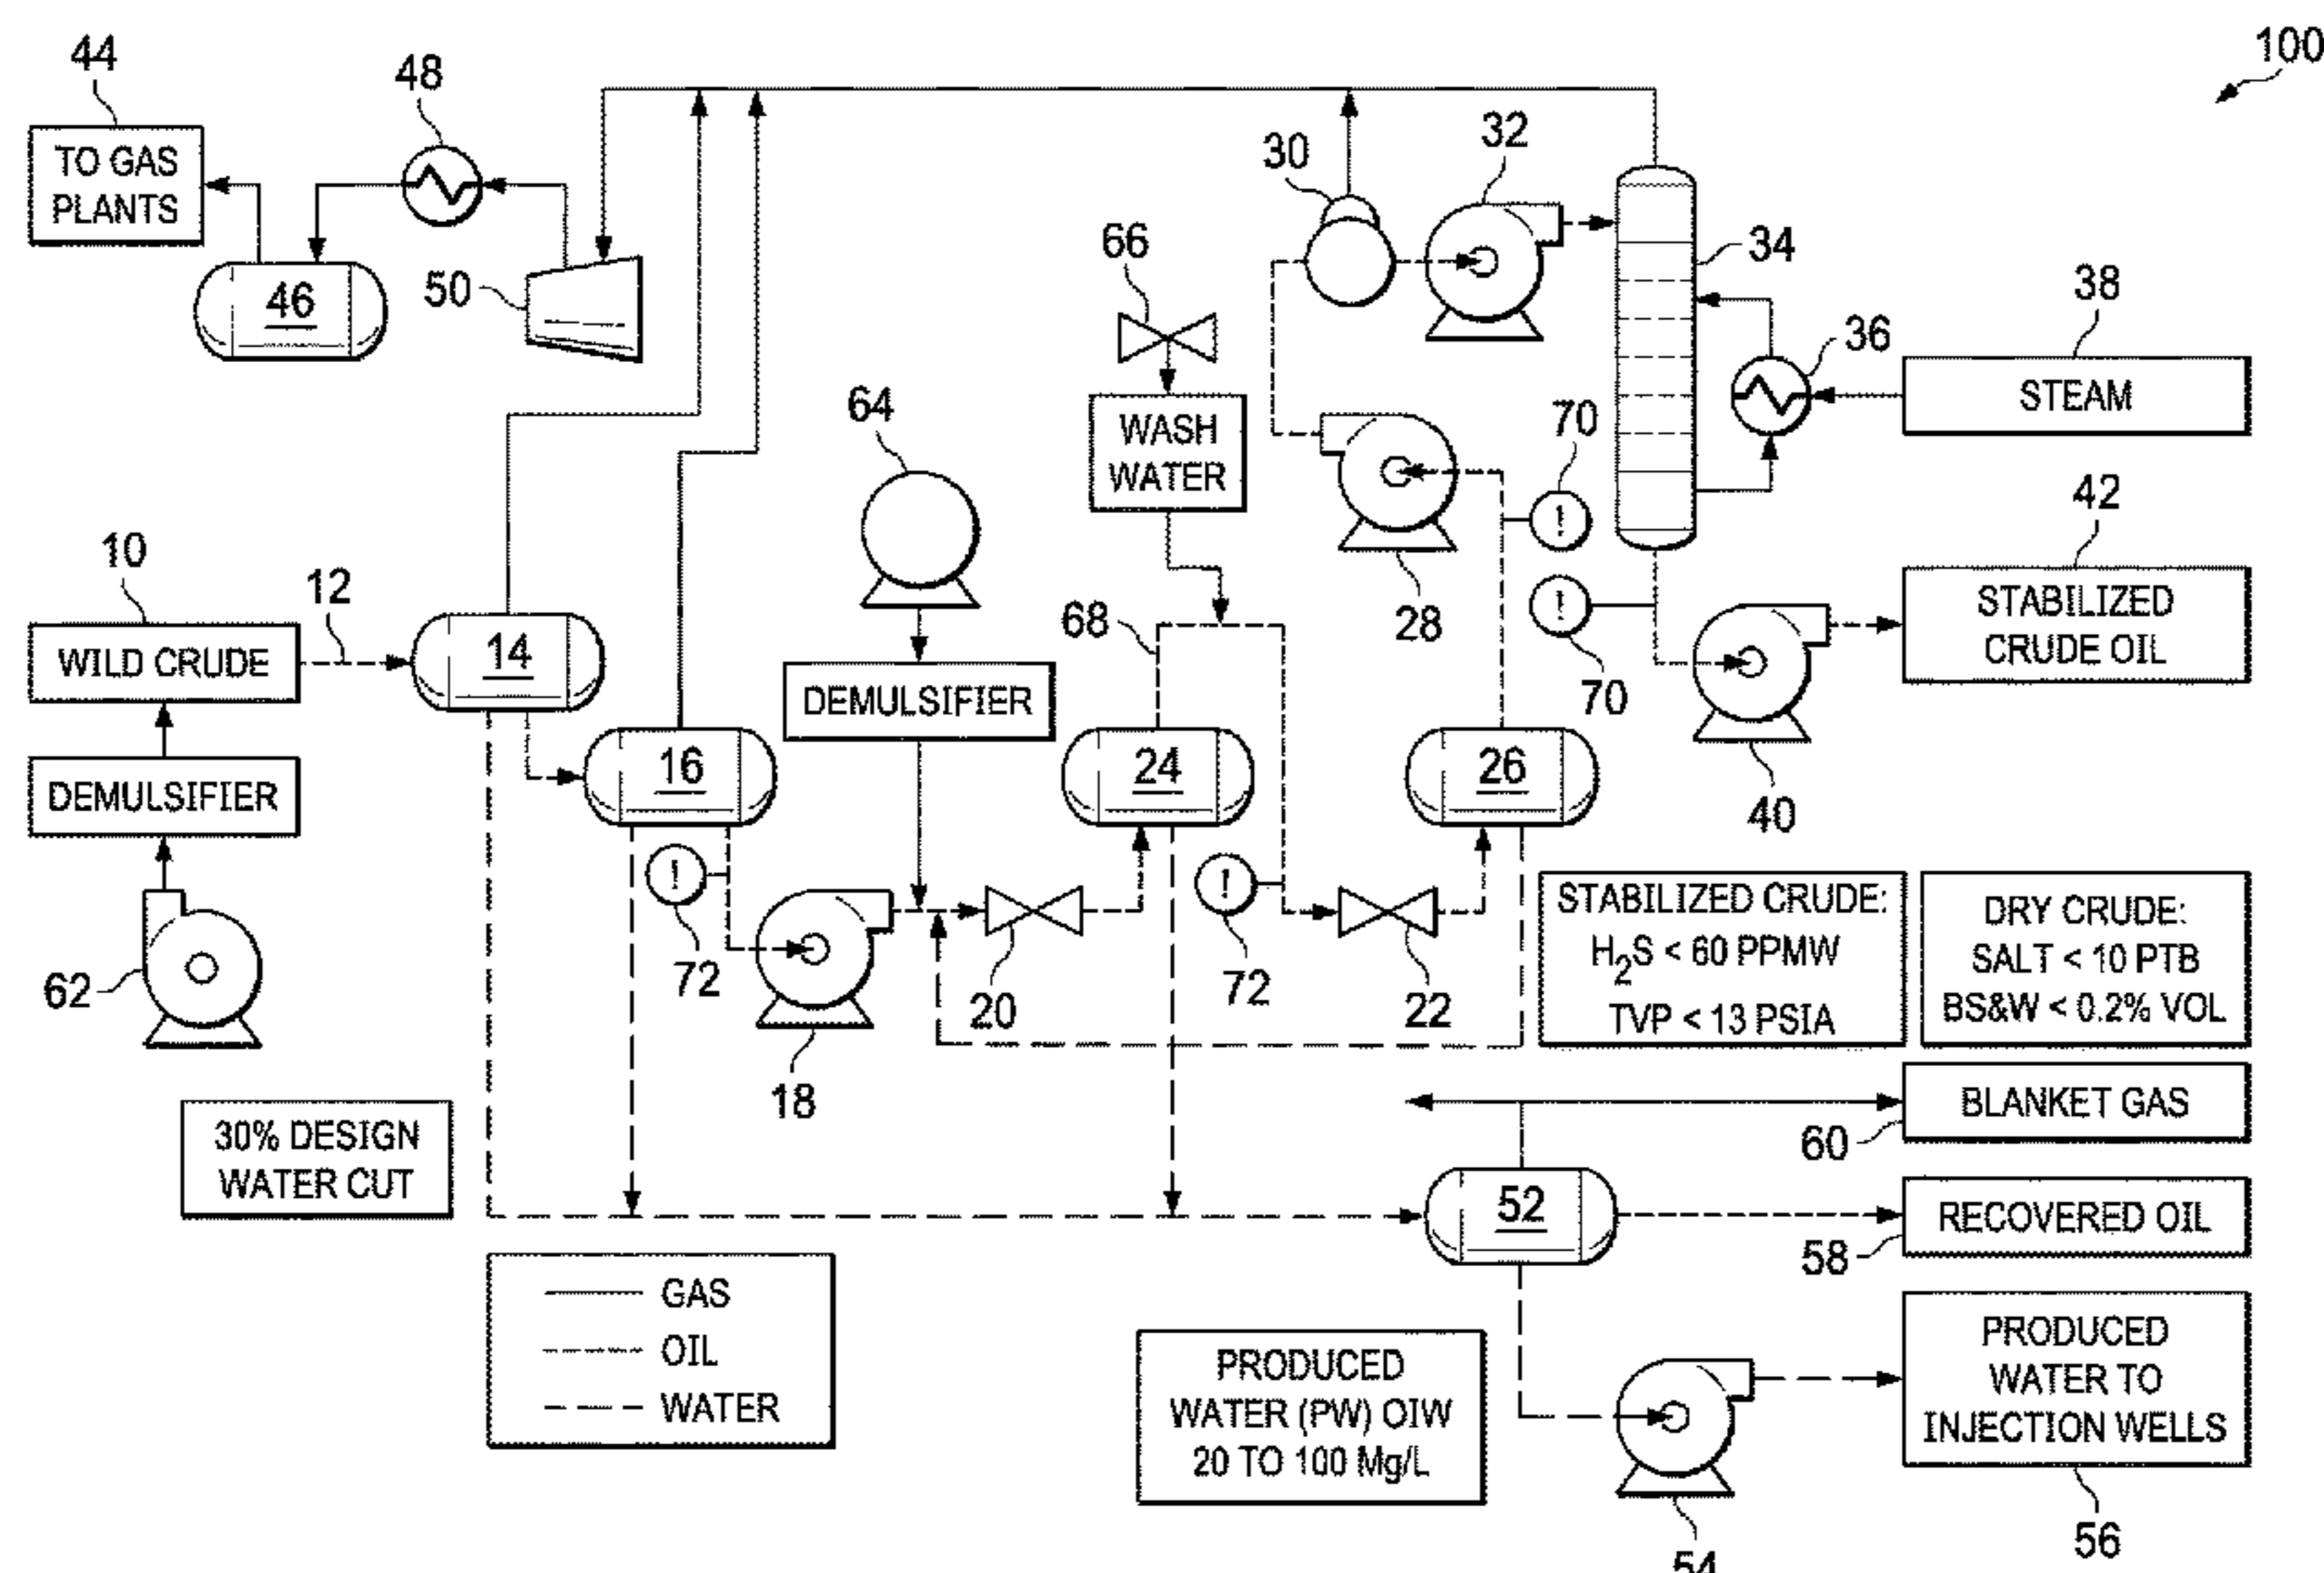 100
44
48
TO GAS
PLANTS
46
50
30
32
34
66
38
36
STEAM
64
WASH
WATER
70
28
70
42
STABILIZED
CRUDE OIL
40
10
12
WILD CRUDE
14
DEMULSIFIER
62
16
DEMULSIFIER
68
24
26
72
18
20
72
22
STABILIZED CRUDE:
H2S < 60 PPMW
TVP < 13 PSIA
DRY CRUDE:
SALT < 10 PTB
BS&W < 0.2% VOL
30% DESIGN
WATER CUT
BLANKET GAS
60
52
RECOVERED OIL
58
GAS
OIL
WATER
PRODUCED
WATER (PW) OIW
20 TO 100 Mg/L
PRODUCED
WATER TO
INJECTION WELLS
54
56